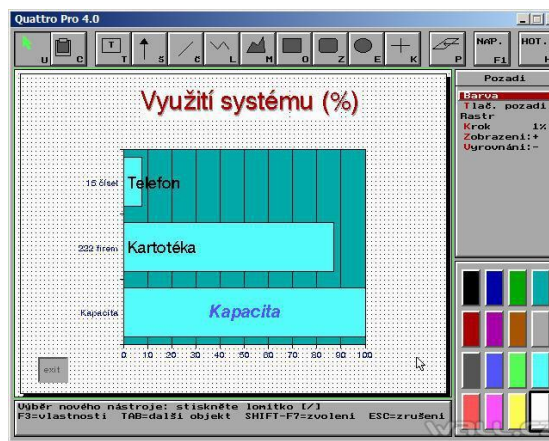 Quattro Pro 4.0
U C T S C L M O Z E K P
NAP. F1
HOT. H
Pozadí
Barva
Tlač. pozadí
Rastr
Krok 1%
Zobrazení:+
Vyrovnání:-
Využití systému (%)
15 čísel Telefon
222 firem Kartotéka
Kapacita Kapacita
0 10 20 30 40 50 60 70 80 90 100
exit
Výběr nového nástroje: stiskněte lomítko [/]
F3=vlastnosti TAB=další objekt SHIFT-F7=zvolení ESC=zrušení